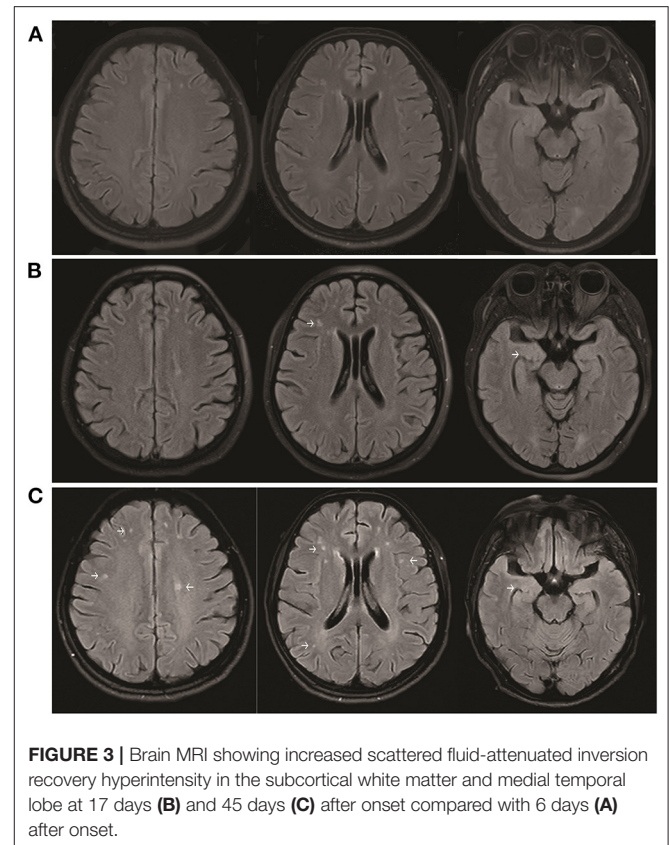 A
B
C
FIGURE 3 | Brain MRI showing increased scattered fluid-attenuated inversion
recovery hyperintensity in the subcortical white matter and medial temporal
lobe at 17 days (B) and 45 days (C) after onset compared with 6 days (A)
after onset.